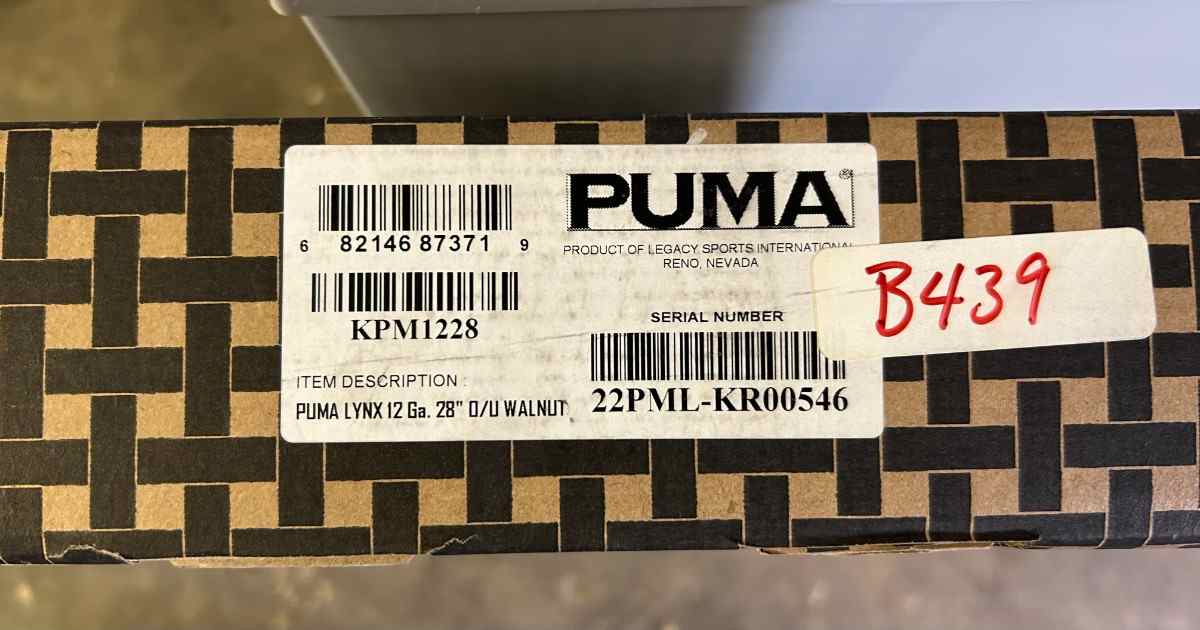 6 82146 87371 9
KPM1228
ITEM DESCRIPTION :
PUMA LYNX 12 Ga. 28" O/U WALNUT
PUMA®
PRODUCT OF LEGACY SPORTS INTERNATIONAL
RENO, NEVADA
SERIAL NUMBER
22PML-KR00546
B439